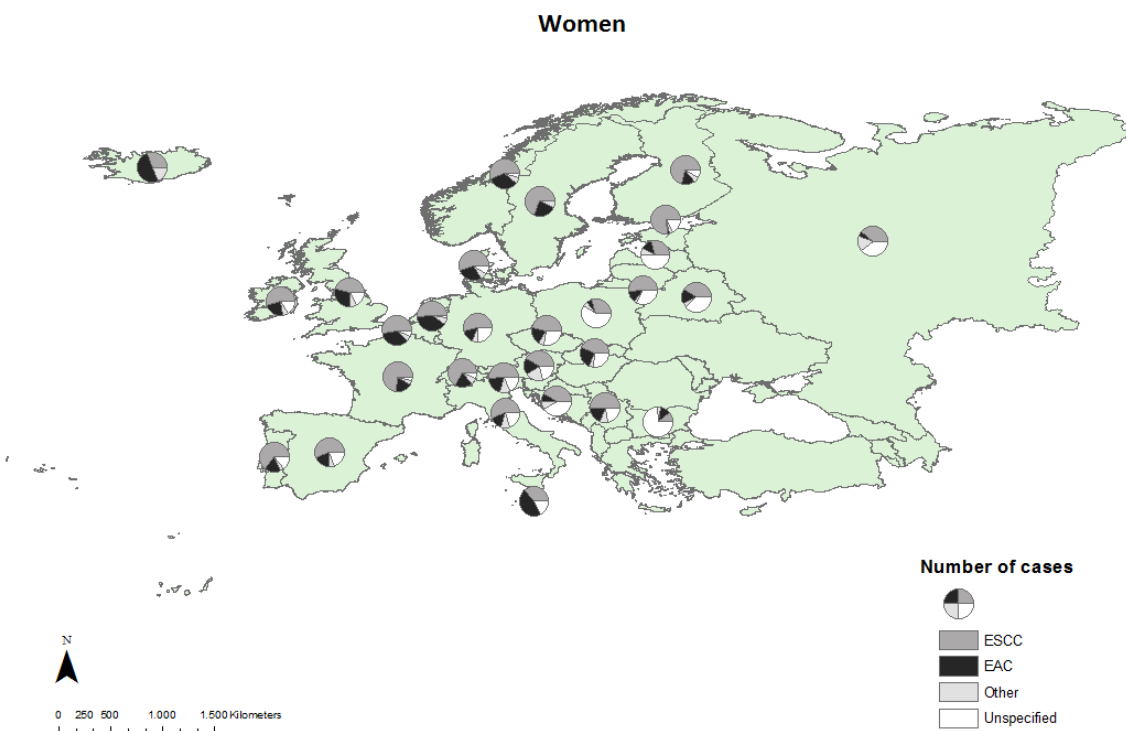 Women
Number of cases
ESCC
EAC
Other
Unspecified
N
0 250 500 1.000 1.500 Kilometers